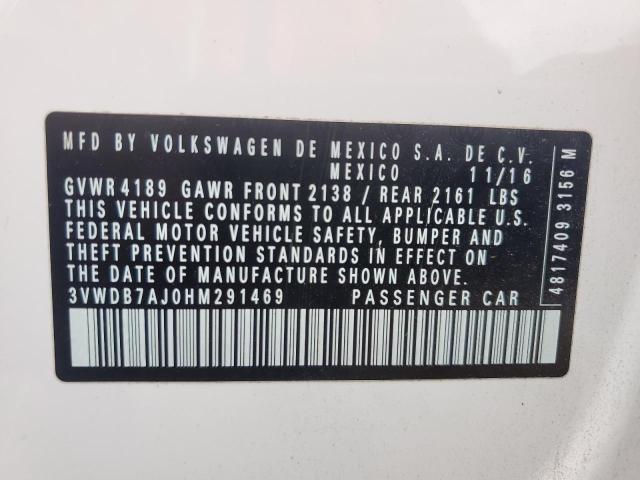 MFD BY VOLKSWAGEN DE MEXICO S.A. DE C.V.
MEXICO 11/16
GVWR 4189 GAWR FRONT 2138 / REAR 2161 LBS
THIS VEHICLE CONFORMS TO ALL APPLICABLE U.S.
FEDERAL MOTOR VEHICLE SAFETY, BUMPER AND
THEFT PREVENTION STANDARDS IN EFFECT ON
THE DATE OF MANUFACTURE SHOWN ABOVE.
3VWDB7AJ0HM291469 PASSENGER CAR
4817409 3156 M